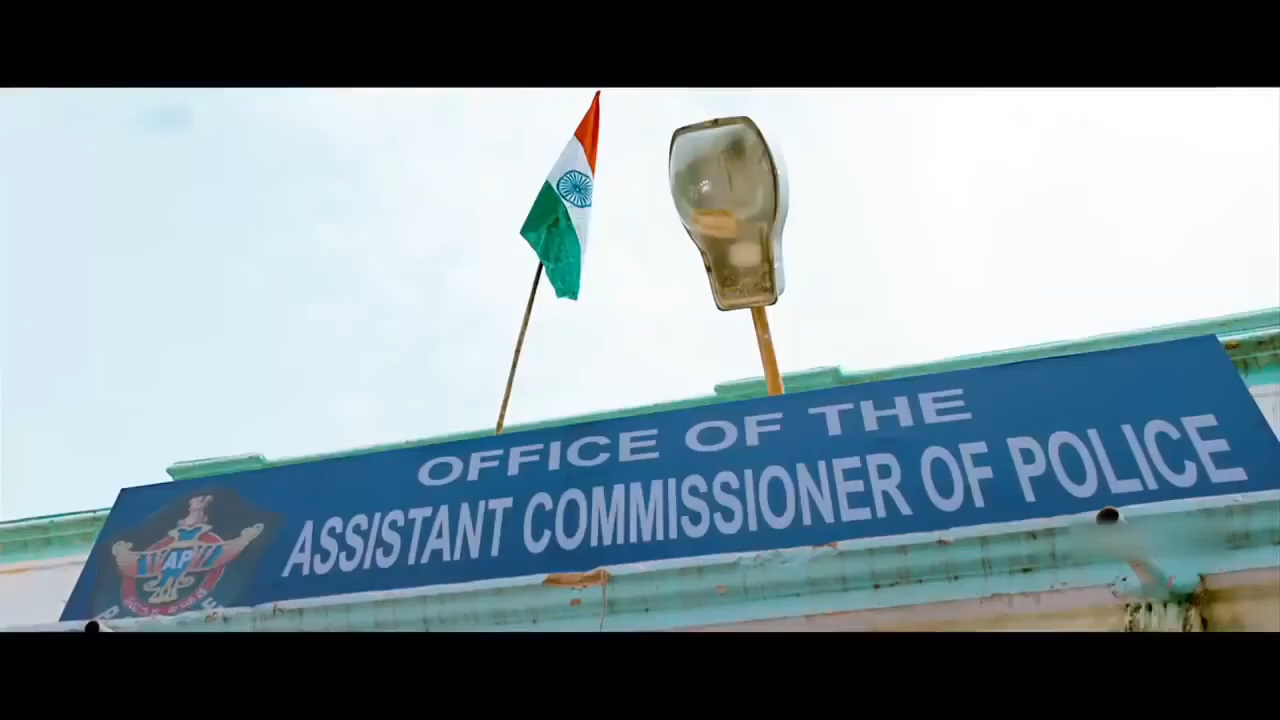 OFFICE OF THE
ASSISTANT COMMISSIONER OF POLICE
AP